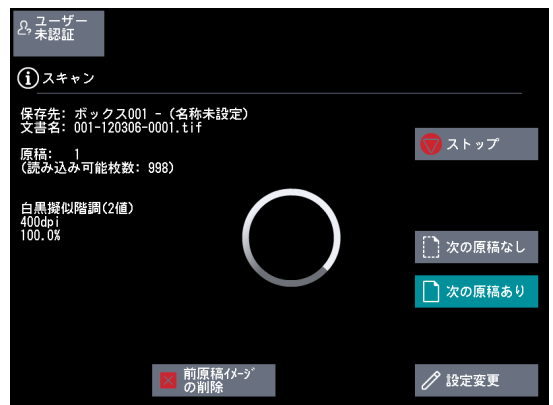 ユーザー
未認証
スキャン
保存先: ボックス001 - (名称未設定)
文書名: 001-120306-0001.tif
原稿: 1
(読み込み可能枚数: 998)
ストップ
白黒擬似階調(2値)
400dpi
100.0%
次の原稿なし
次の原稿あり
前原稿ｲﾒｰｼﾞ
の削除
設定変更